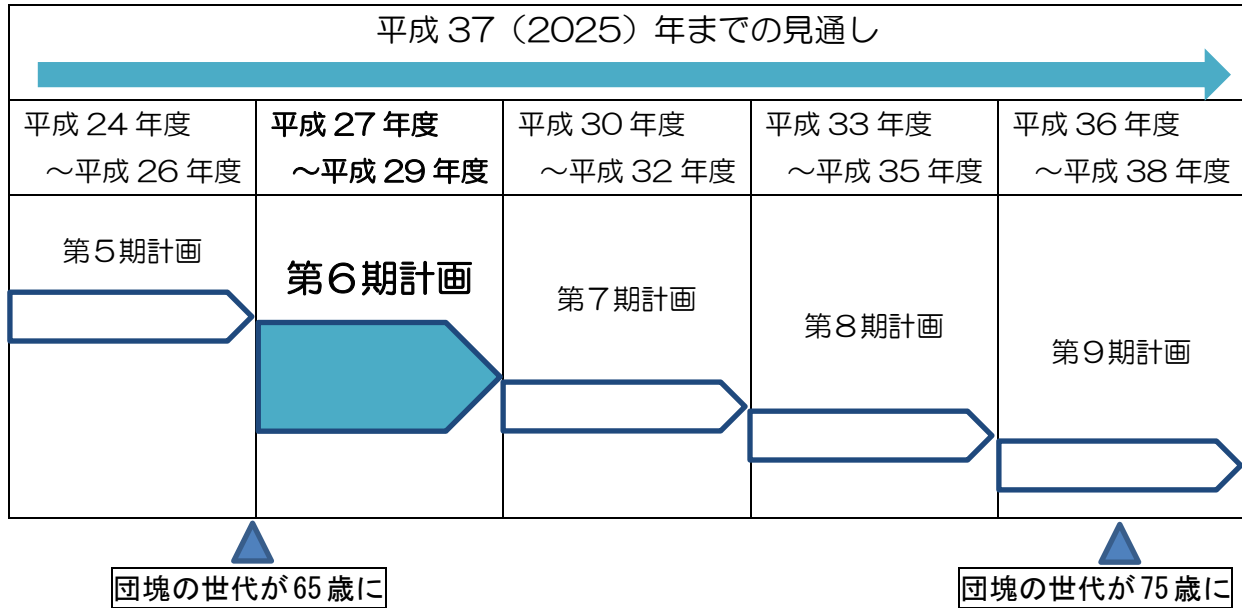 平成 37（2025）年までの見通し
平成 24 年度
～平成 26 年度
平成 27 年度
～平成 29 年度
平成 30 年度
～平成 32 年度
平成 33 年度
～平成 35 年度
平成 36 年度
～平成 38 年度
第５期計画
第６期計画
第７期計画
第８期計画
第９期計画
団塊の世代が 65 歳に
団塊の世代が 75 歳に